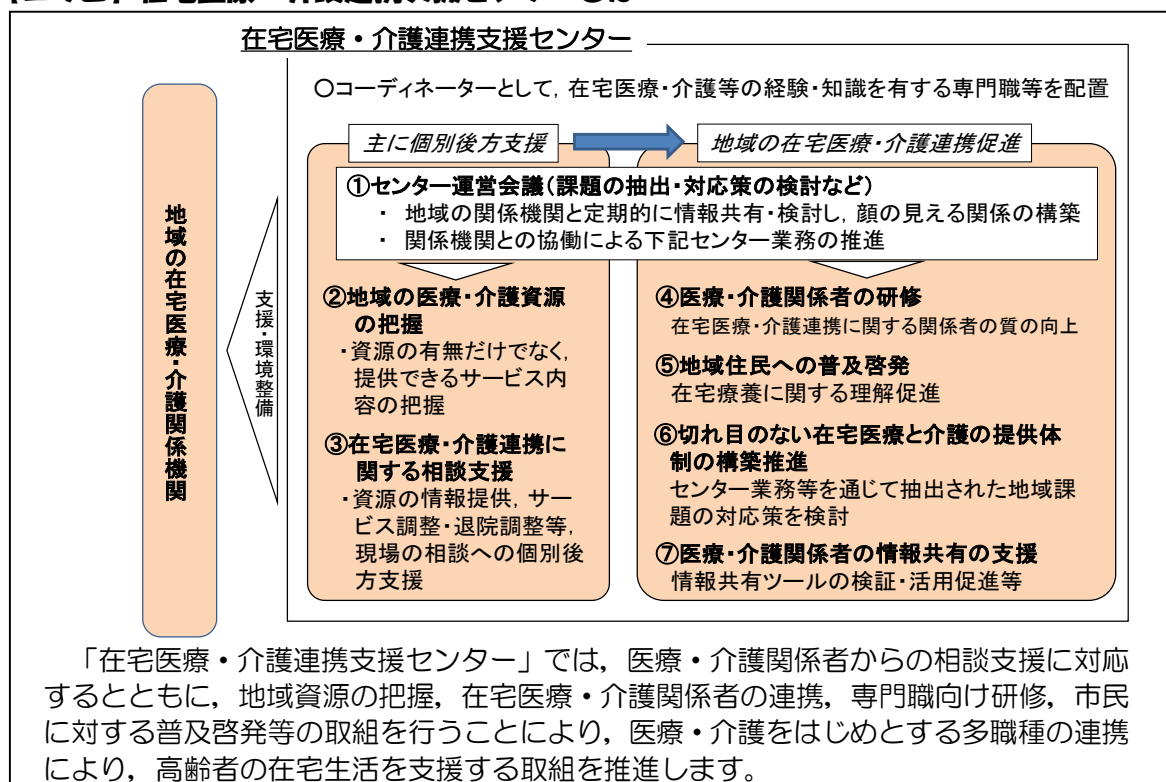 在宅医療・介護連携支援センター
○コーディネーターとして，在宅医療・介護等の経験・知識を有する専門職等を配置
主に個別後方支援
地域の在宅医療・介護連携促進
①センター運営会議（課題の抽出・対応策の検討など）
・ 地域の関係機関と定期的に情報共有・検討し，顔の見える関係の構築
・ 関係機関との協働による下記センター業務の推進
地域の在宅医療・介護関係機関
支援・環境整備
②地域の医療・介護資源
の把握
・資源の有無だけでなく，
提供できるサービス内
容の把握
③在宅医療・介護連携に
関する相談支援
・資源の情報提供，サー
ビス調整・退院調整等，
現場の相談への個別後
方支援
④医療・介護関係者の研修
在宅医療・介護連携に関する関係者の質の向上
⑤地域住民への普及啓発
在宅療養に関する理解促進
⑥切れ目のない在宅医療と介護の提供体
制の構築推進
センター業務等を通じて抽出された地域課
題の対応策を検討
⑦医療・介護関係者の情報共有の支援
情報共有ツールの検証・活用促進等
「在宅医療・介護連携支援センター」では，医療・介護関係者からの相談支援に対応
するとともに，地域資源の把握，在宅医療・介護関係者の連携，専門職向け研修，市民
に対する普及啓発等の取組を行うことにより，医療・介護をはじめとする多職種の連携
により，高齢者の在宅生活を支援する取組を推進します。